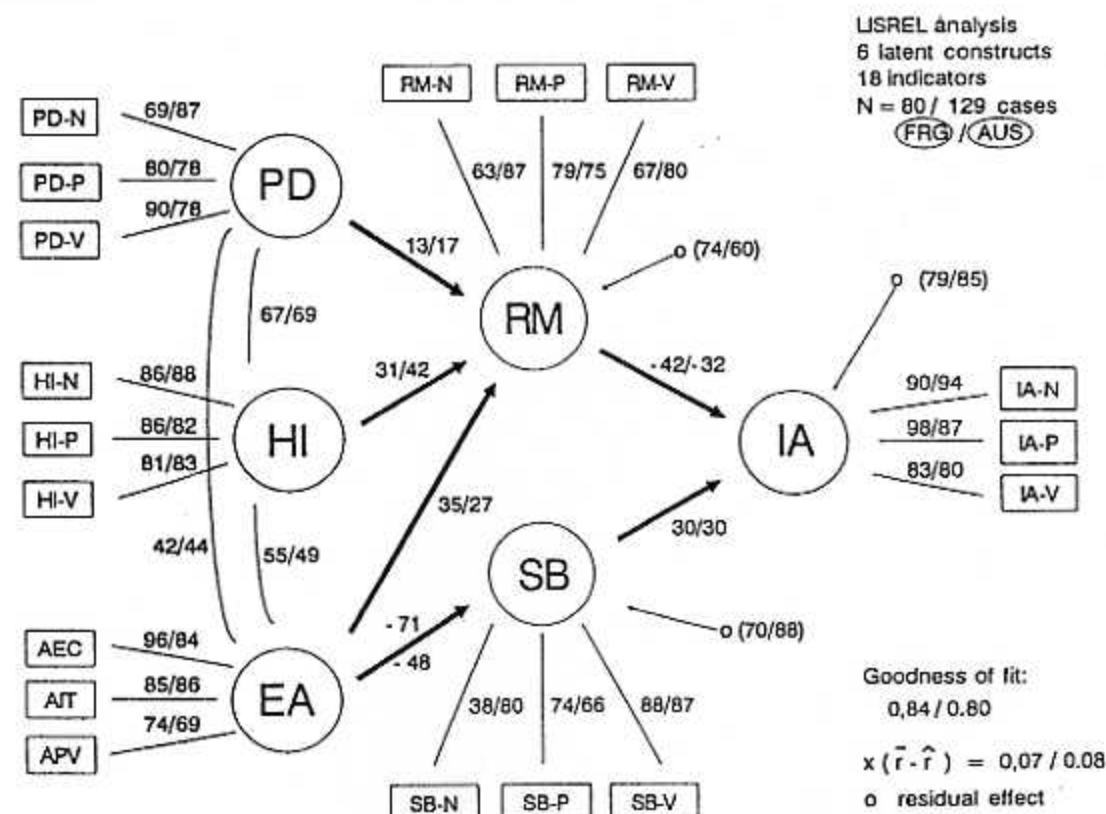 LISREL analysis
6 latent constructs
18 indicators
N = 80 / 129 cases
FRG / AUS
RM-N
RM-P
RM-V
PD-N
69/87
PD-P
80/78
PD-V
90/78
PD
63/87
79/75
67/80
13/17
o (74/60)
RM
o (79/85)
67/69
HI-N
86/88
HI-P
86/82
HI-V
81/83
HI
31/42
- 42/- 32
IA
90/94
IA-N
98/87
IA-P
83/80
IA-V
35/27
30/30
42/44
55/49
SB
AEC
96/84
AIT
85/86
APV
74/69
EA
- 71
- 48
o (70/88)
38/80
74/66
88/87
SB-N
SB-P
SB-V
Goodness of fit:
0,84 / 0.80
x ( r̄ - r̂ ) = 0,07 / 0.08
o residual effect